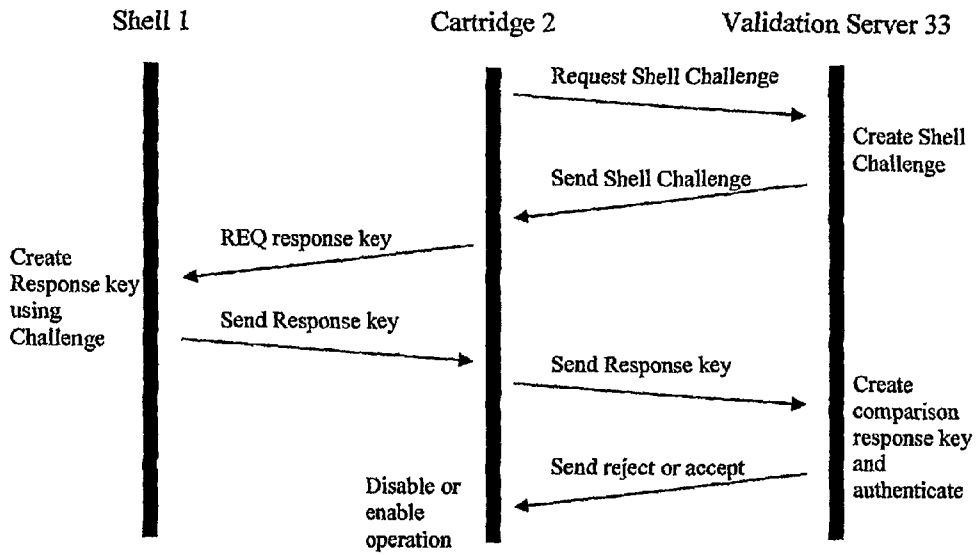 Shell 1
Cartridge 2
Validation Server 33
Request Shell Challenge
Create Shell
Challenge
Send Shell Challenge
REQ response key
Create
Response key
using
Challenge
Send Response key
Send Response key
Create
comparison
response key
and
authenticate
Send reject or accept
Disable or
enable
operation